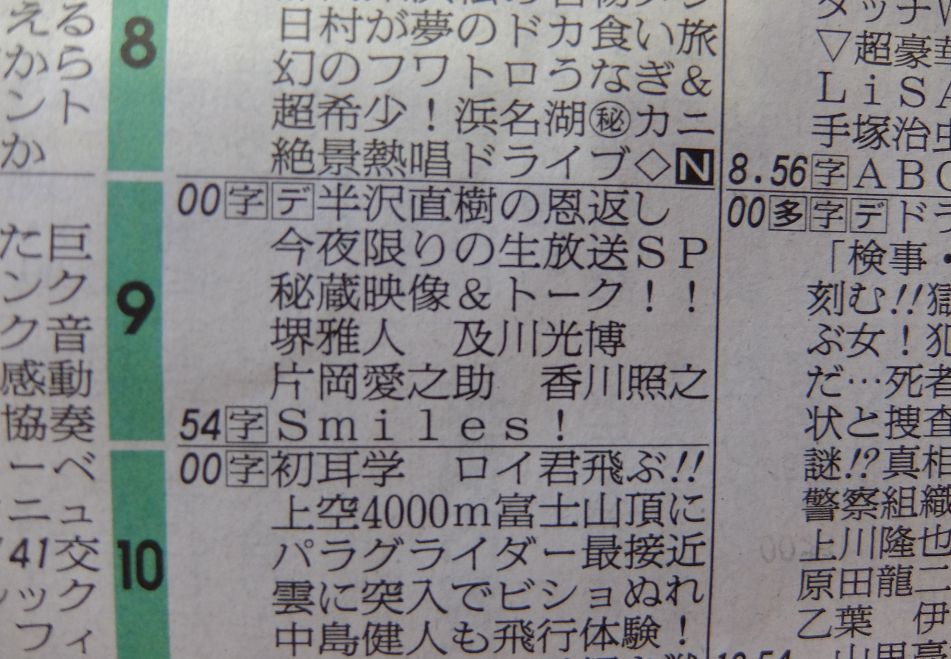 える
から
ント
か
た巨
ンク
ク音
感動
協奏
ーベ
ニュ
41交
ック
フィ
8
日村が夢のドカ食い旅
幻のフワトロうなぎ&
超希少!浜名湖㊙カニ
絶景熱唱ドライブ◇N
9
00字デ半沢直樹の恩返し
今夜限りの生放送SP
秘蔵映像&トーク!!
堺雅人 及川光博
片岡愛之助 香川照之
54字Smiles!
10
00字初耳学 ロイ君飛ぶ!!
上空4000m富士山頂に
パラグライダー最接近
雲に突入でビショぬれ
中島健人も飛行体験!
▽超豪華
LiSA
手塚治虫
8.56字ABC
00多字デド
「検事・
刻む!!獄
ぶ女!犯
だ…死者
状と捜査
謎!?真相
警察組織
上川隆也
原田龍二
乙葉 伊